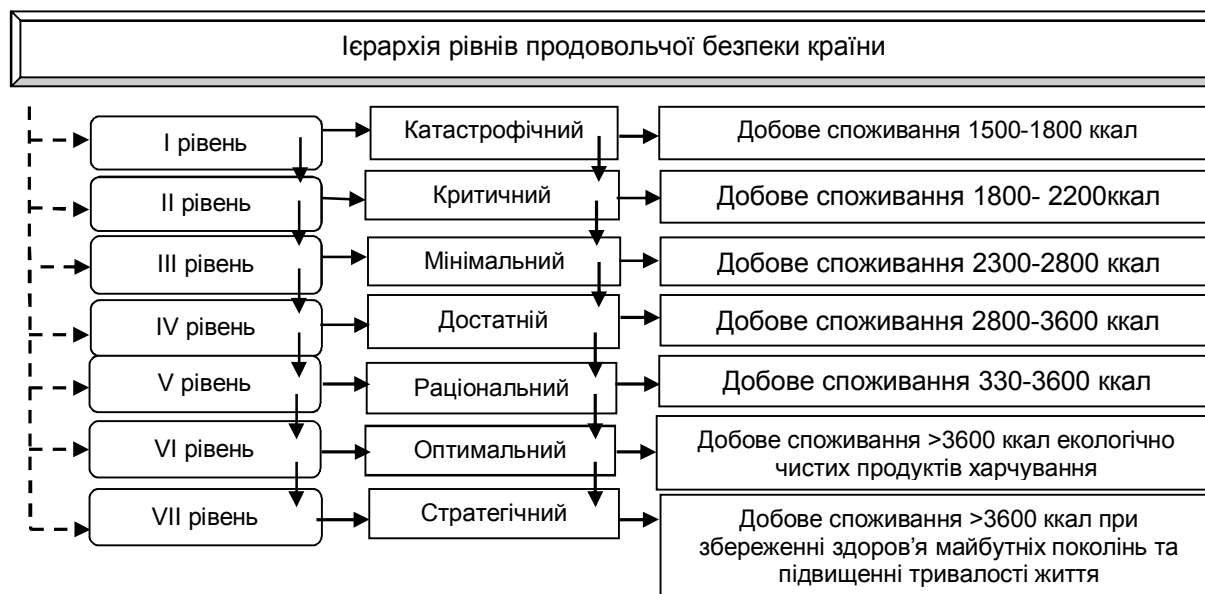 Ієрархія рівнів продовольчої безпеки країни
І рівень
Катастрофічний
Добове споживання 1500-1800 ккал
ІІ рівень
Критичний
Добове споживання 1800- 2200ккал
ІІІ рівень
Мінімальний
Добове споживання 2300-2800 ккал
IV рівень
Достатній
Добове споживання 2800-3600 ккал
V рівень
Раціональний
Добове споживання 330-3600 ккал
VI рівень
Оптимальний
Добове споживання >3600 ккал екологічно
чистих продуктів харчування
VII рівень
Стратегічний
Добове споживання >3600 ккал при
збереженні здоров’я майбутніх поколінь та
підвищенні тривалості життя